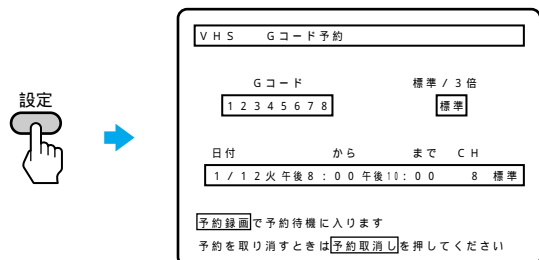 設定
VHS Gコード予約
Gコード 標準/3倍
12345678 標準
日付 から まで CH
1/12火午後8:00午後10:00 8 標準
予約録画で予約待機に入ります
予約を取り消すときは予約取消しを押してください